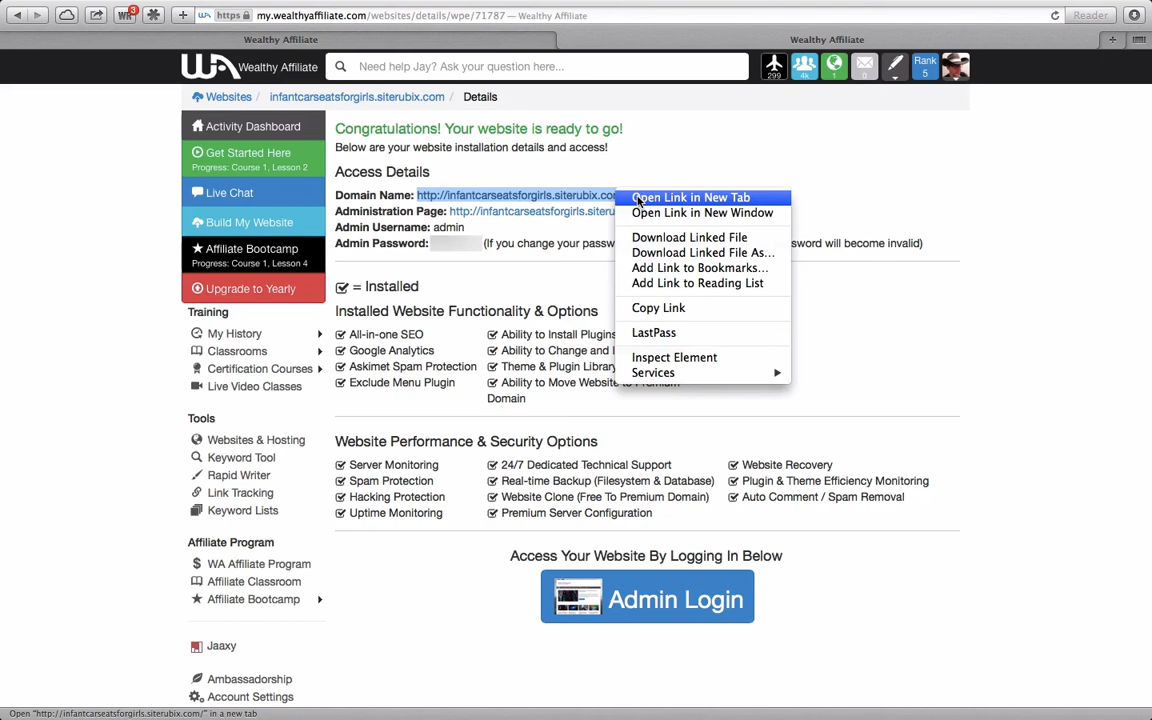 WR 3
https my.wealthyaffiliate.com/websites/details/wpe/71787 — Wealthy Affiliate
Reader
Wealthy Affiliate
Wealthy Affiliate
WA Wealthy Affiliate
Need help Jay? Ask your question here...
299
4k
1
0
Rank 5
Websites / infantcarseatsforgirls.siterubix.com / Details
Activity Dashboard
Get Started Here
Progress: Course 1, Lesson 2
Live Chat
Build My Website
Affiliate Bootcamp
Progress: Course 1, Lesson 4
Upgrade to Yearly
Training
My History
Classrooms
Certification Courses
Live Video Classes
Tools
Websites & Hosting
Keyword Tool
Rapid Writer
Link Tracking
Keyword Lists
Affiliate Program
WA Affiliate Program
Affiliate Classroom
Affiliate Bootcamp
Jaaxy
Ambassadorship
Account Settings
Congratulations! Your website is ready to go!
Below are your website installation details and access!
Access Details
Domain Name: http://infantcarseatsforgirls.siterubix.co
Administration Page: http://infantcarseatsforgirls.siteru
Admin Username: admin
Admin Password: (If you change your passw sword will become invalid)
Open Link in New Tab
Open Link in New Window
Download Linked File
Download Linked File As...
Add Link to Bookmarks...
Add Link to Reading List
Copy Link
LastPass
Inspect Element
Services
= Installed
Installed Website Functionality & Options
All-in-one SEO
Google Analytics
Askimet Spam Protection
Exclude Menu Plugin
Ability to Install Plugins
Ability to Change and
Theme & Plugin Library
Ability to Move Website to Premium
Domain
Website Performance & Security Options
Server Monitoring
Spam Protection
Hacking Protection
Uptime Monitoring
24/7 Dedicated Technical Support
Real-time Backup (Filesystem & Database)
Website Clone (Free To Premium Domain)
Premium Server Configuration
Website Recovery
Plugin & Theme Efficiency Monitoring
Auto Comment / Spam Removal
Access Your Website By Logging In Below
Admin Login
Open "http://infantcarseatsforgirls.siterubix.com/" in a new tab